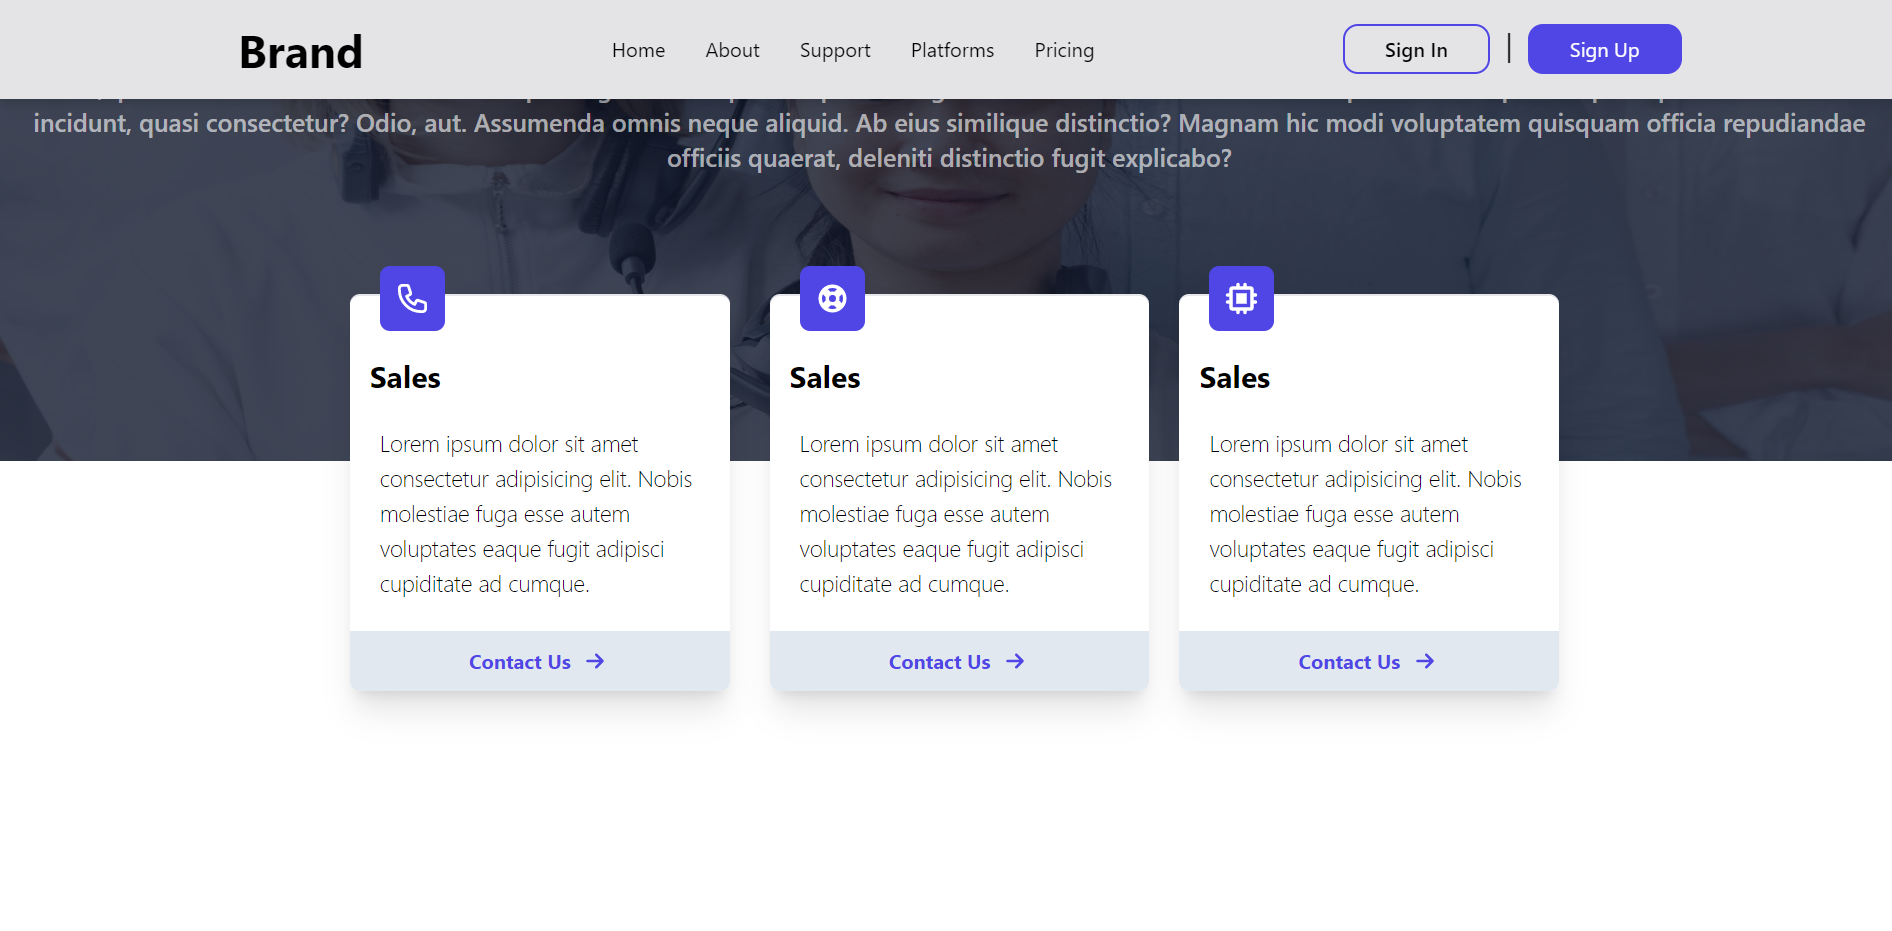 Brand
Home About Support Platforms Pricing
Sign In | Sign Up
incidunt, quasi consectetur? Odio, aut. Assumenda omnis neque aliquid. Ab eius similique distinctio? Magnam hic modi voluptatem quisquam officia repudiandae
officiis quaerat, deleniti distinctio fugit explicabo?
Sales
Lorem ipsum dolor sit amet
consectetur adipisicing elit. Nobis
molestiae fuga esse autem
voluptates eaque fugit adipisci
cupiditate ad cumque.
Contact Us →
Sales
Lorem ipsum dolor sit amet
consectetur adipisicing elit. Nobis
molestiae fuga esse autem
voluptates eaque fugit adipisci
cupiditate ad cumque.
Contact Us →
Sales
Lorem ipsum dolor sit amet
consectetur adipisicing elit. Nobis
molestiae fuga esse autem
voluptates eaque fugit adipisci
cupiditate ad cumque.
Contact Us →